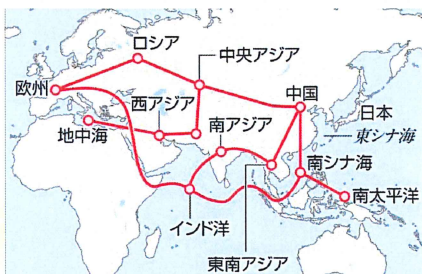 ロシア
中央アジア
欧州
西アジア
中国
日本
地中海
南アジア
東シナ海
南シナ海
南太平洋
インド洋
東南アジア